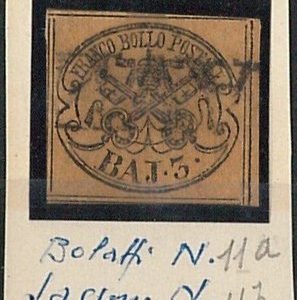 FRANCO BOLLO POSTALE
BAJ. 3.
Bolaffi N. 11a